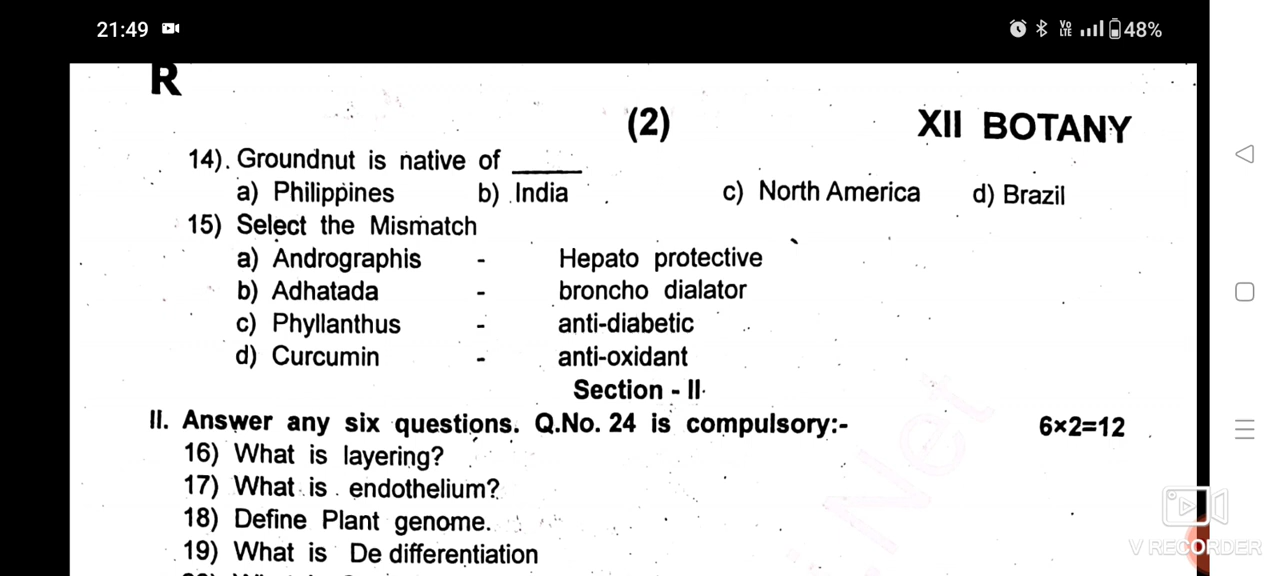 21:49 Vo LTE 48%
R
(2) XII BOTANY
14). Groundnut is native of ______
a) Philippines b) India c) North America d) Brazil
15) Select the Mismatch
a) Andrographis - Hepato protective
b) Adhatada - broncho dialator
c) Phyllanthus - anti-diabetic
d) Curcumin - anti-oxidant
Section - II
II. Answer any six questions. Q.No. 24 is compulsory:- 6×2=12
16) What is layering?
17) What is endothelium?
18) Define Plant genome.
19) What is De differentiation
V RECORDER